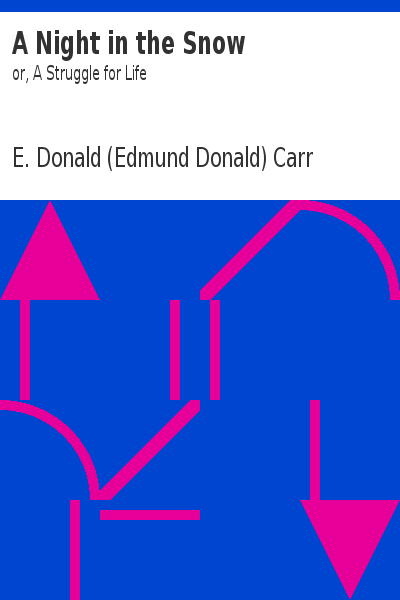 A Night in the Snow
or, A Struggle for Life
E. Donald (Edmund Donald) Carr